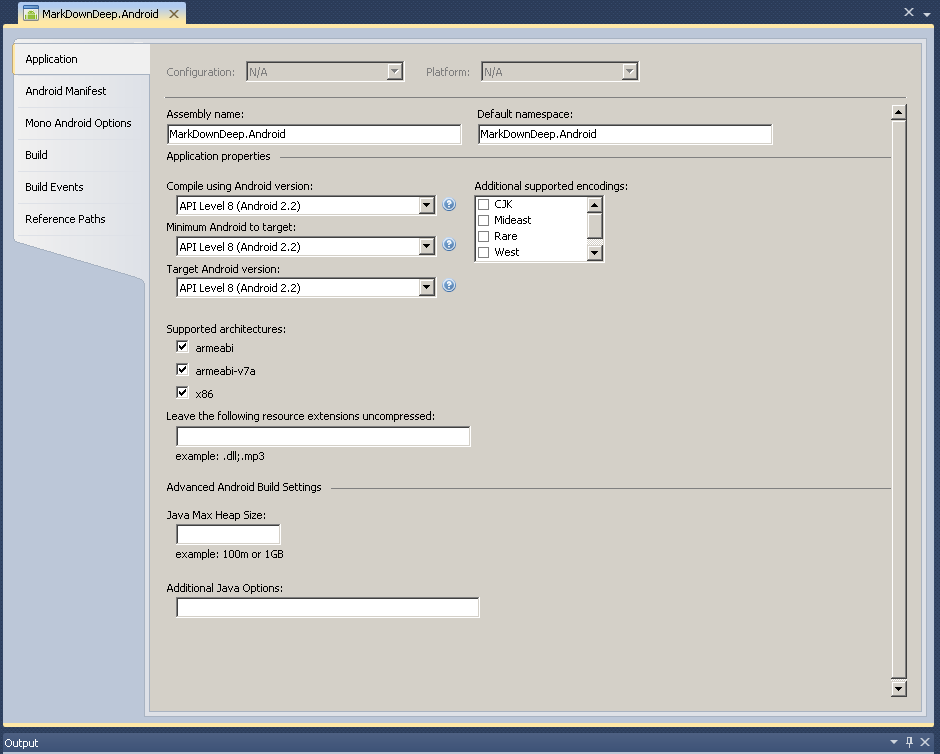 MarkDownDeep.Android
Application
Android Manifest
Mono Android Options
Build
Build Events
Reference Paths
Configuration: N/A Platform: N/A
Assembly name: Default namespace:
MarkDownDeep.Android MarkDownDeep.Android
Application properties
Compile using Android version:
API Level 8 (Android 2.2)
Minimum Android to target:
API Level 8 (Android 2.2)
Target Android version:
API Level 8 (Android 2.2)
Additional supported encodings:
CJK
Mideast
Rare
West
Supported architectures:
armeabi
armeabi-v7a
x86
Leave the following resource extensions uncompressed:
example: .dll;.mp3
Advanced Android Build Settings
Java Max Heap Size:
example: 100m or 1GB
Additional Java Options:
Output